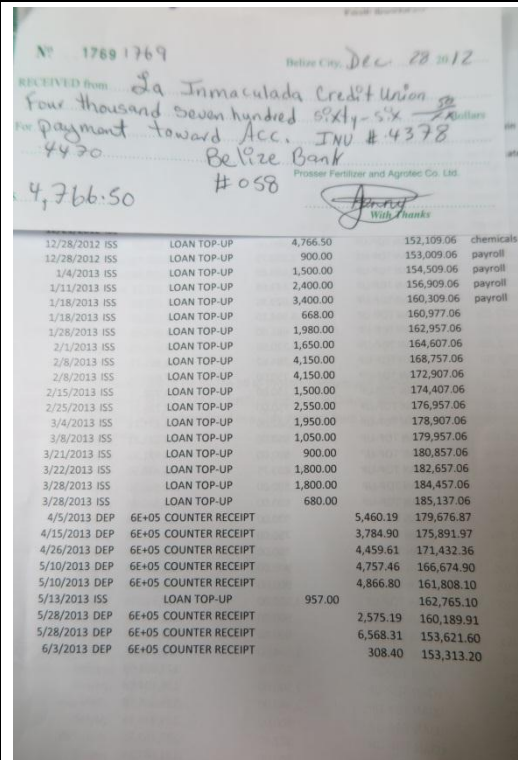 Nº 1769 1769
Belize City, Dec 28 2012
RECEIVED from La Inmaculada Credit Union
Four thousand seven hundred sixty-six Dollars
For payment toward Acc. INV # 4378
4470 Belize Bank
#058
Prosser Fertilizer and Agrotec Co. Ltd.
4,766.50
With Thanks
12/28/2012 ISS LOAN TOP-UP 4,766.50 152,109.06 chemicals
12/28/2012 ISS LOAN TOP-UP 900.00 153,009.06 payroll
1/4/2013 ISS LOAN TOP-UP 1,500.00 154,509.06 payroll
1/11/2013 ISS LOAN TOP-UP 2,400.00 156,909.06 payroll
1/18/2013 ISS LOAN TOP-UP 3,400.00 160,309.06 payroll
1/18/2013 ISS LOAN TOP-UP 668.00 160,977.06
1/28/2013 ISS LOAN TOP-UP 1,980.00 162,957.06
2/1/2013 ISS LOAN TOP-UP 1,650.00 164,607.06
2/8/2013 ISS LOAN TOP-UP 4,150.00 168,757.06
2/8/2013 ISS LOAN TOP-UP 4,150.00 172,907.06
2/15/2013 ISS LOAN TOP-UP 1,500.00 174,407.06
2/25/2013 ISS LOAN TOP-UP 2,550.00 176,957.06
3/4/2013 ISS LOAN TOP-UP 1,950.00 178,907.06
3/8/2013 ISS LOAN TOP-UP 1,050.00 179,957.06
3/21/2013 ISS LOAN TOP-UP 900.00 180,857.06
3/22/2013 ISS LOAN TOP-UP 1,800.00 182,657.06
3/28/2013 ISS LOAN TOP-UP 1,800.00 184,457.06
3/28/2013 ISS LOAN TOP-UP 680.00 185,137.06
4/5/2013 DEP 6E+05 COUNTER RECEIPT 5,460.19 179,676.87
4/15/2013 DEP 6E+05 COUNTER RECEIPT 3,784.90 175,891.97
4/26/2013 DEP 6E+05 COUNTER RECEIPT 4,459.61 171,432.36
5/10/2013 DEP 6E+05 COUNTER RECEIPT 4,757.46 166,674.90
5/10/2013 DEP 6E+05 COUNTER RECEIPT 4,866.80 161,808.10
5/13/2013 ISS LOAN TOP-UP 957.00 162,765.10
5/28/2013 DEP 6E+05 COUNTER RECEIPT 2,575.19 160,189.91
5/28/2013 DEP 6E+05 COUNTER RECEIPT 6,568.31 153,621.60
6/3/2013 DEP 6E+05 COUNTER RECEIPT 308.40 153,313.20